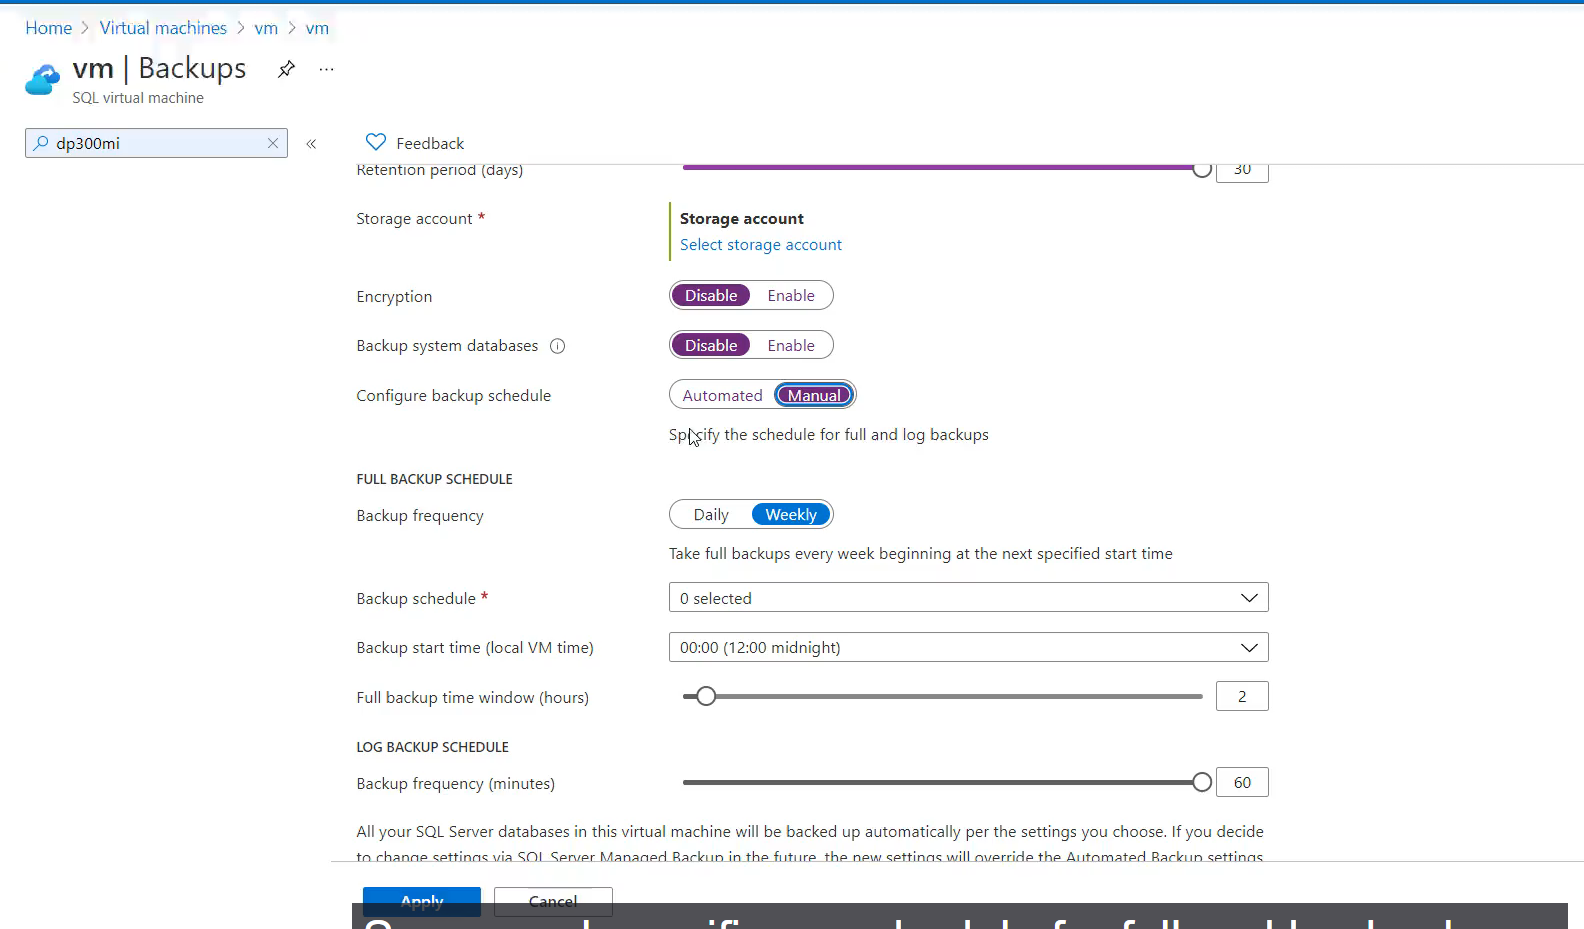 Home > Virtual machines > vm > vm
vm | Backups
SQL virtual machine
dp300mi
Feedback
Retention period (days) 30
Storage account * Storage account
Select storage account
Encryption Disable Enable
Backup system databases Disable Enable
Configure backup schedule Automated Manual
Specify the schedule for full and log backups
FULL BACKUP SCHEDULE
Backup frequency Daily Weekly
Take full backups every week beginning at the next specified start time
Backup schedule * 0 selected
Backup start time (local VM time) 00:00 (12:00 midnight)
Full backup time window (hours) 2
LOG BACKUP SCHEDULE
Backup frequency (minutes) 60
All your SQL Server databases in this virtual machine will be backed up automatically per the settings you choose. If you decide
to change settings via SQL Server Managed Backup in the future, the new settings will override the Automated Backup settings
Apply Cancel